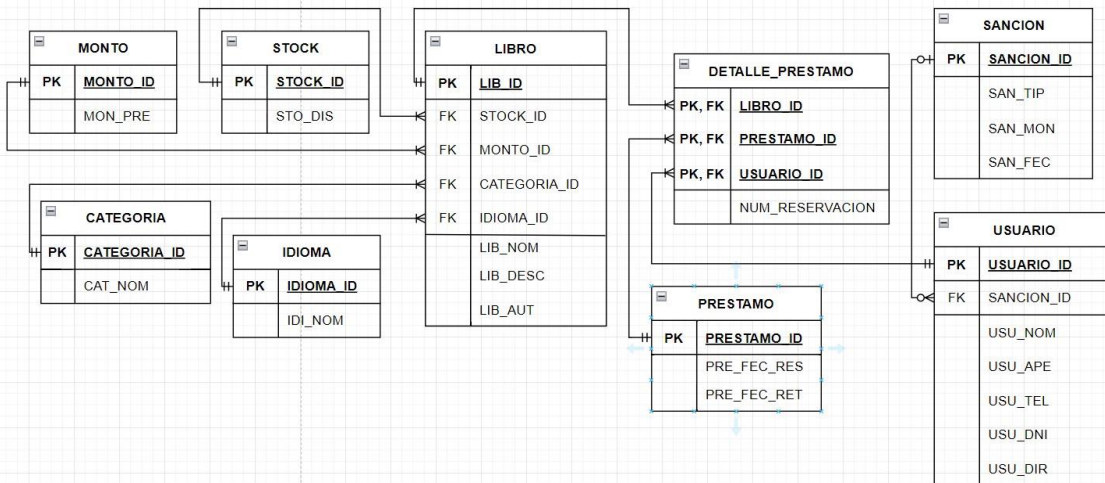 MONTO
PK MONTO_ID
MON_PRE
STOCK
PK STOCK_ID
STO_DIS
LIBRO
PK LIB_ID
FK STOCK_ID
FK MONTO_ID
FK CATEGORIA_ID
FK IDIOMA_ID
LIB_NOM
LIB_DESC
LIB_AUT
DETALLE_PRESTAMO
PK, FK LIBRO_ID
PK, FK PRESTAMO_ID
PK, FK USUARIO_ID
NUM_RESERVACION
SANCION
PK SANCION_ID
SAN_TIP
SAN_MON
SAN_FEC
CATEGORIA
PK CATEGORIA_ID
CAT_NOM
IDIOMA
PK IDIOMA_ID
IDI_NOM
PRESTAMO
PK PRESTAMO_ID
PRE_FEC_RES
PRE_FEC_RET
USUARIO
PK USUARIO_ID
FK SANCION_ID
USU_NOM
USU_APE
USU_TEL
USU_DNI
USU_DIR